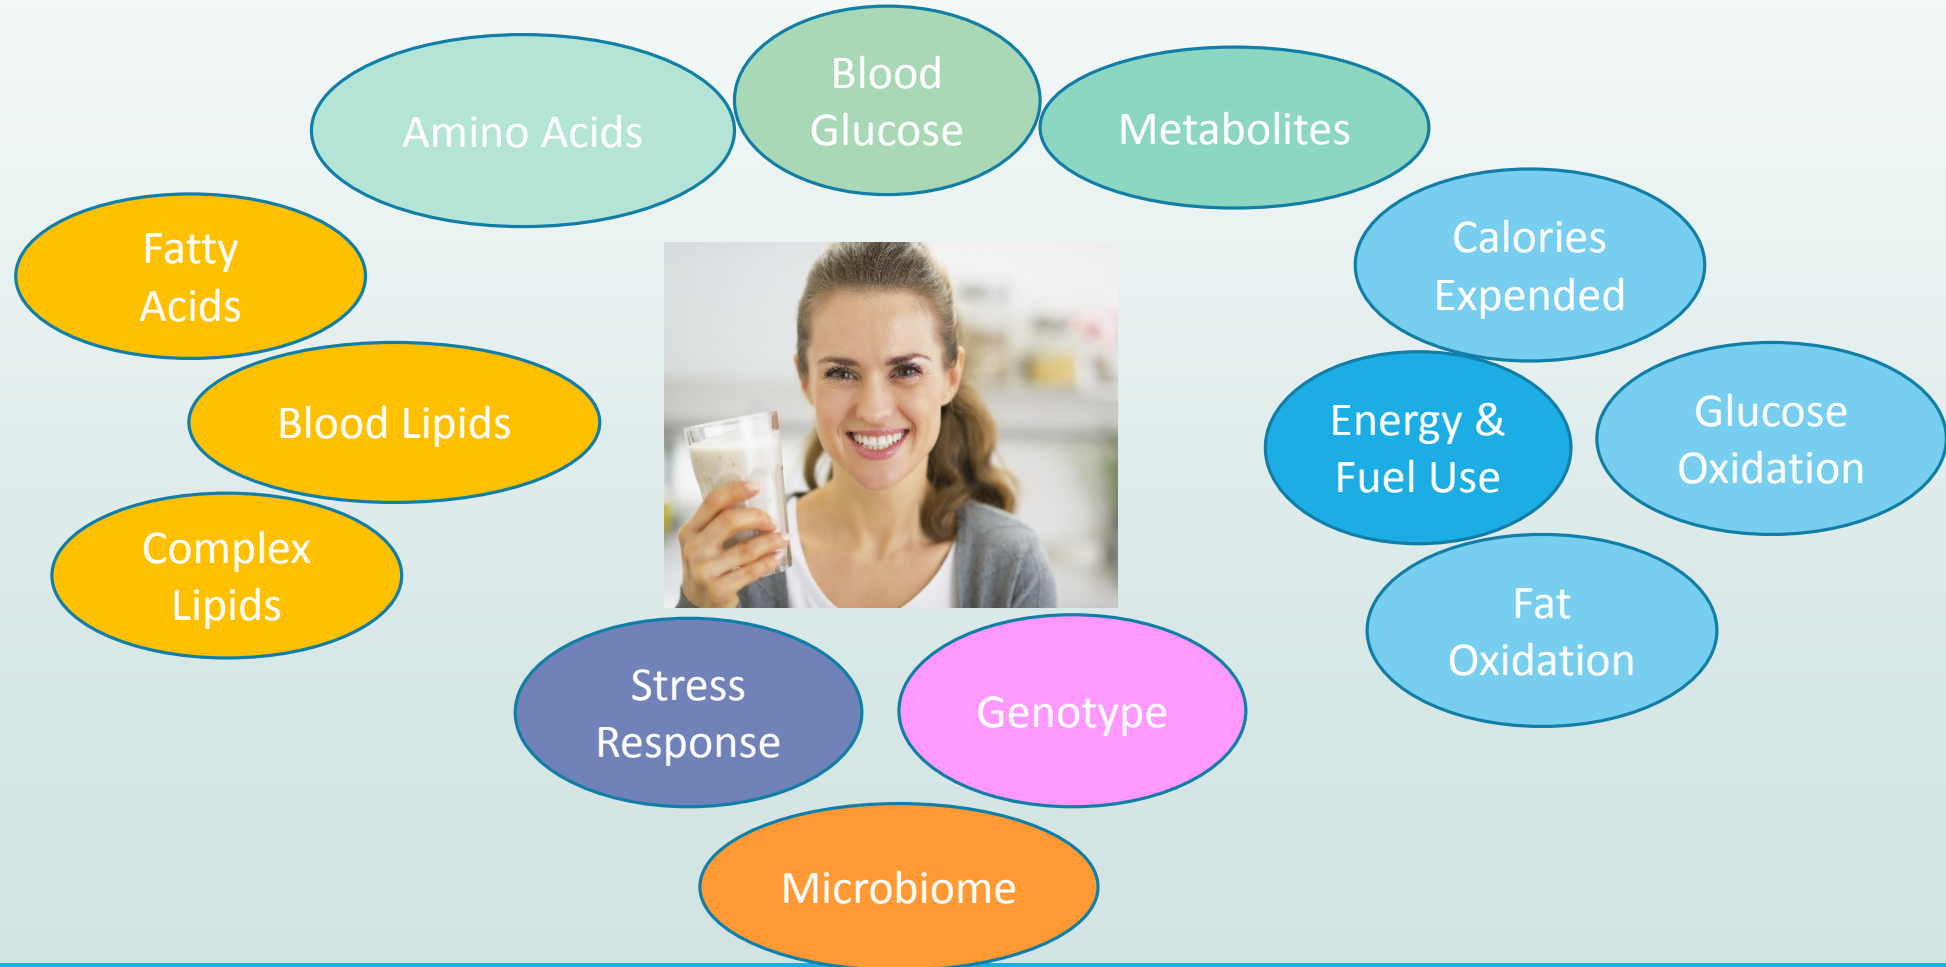 Blood
Glucose
Amino Acids
Metabolites
Fatty
Acids
Calories
Expended
Blood Lipids
Energy &
Fuel Use
Glucose
Oxidation
Complex
Lipids
Fat
Oxidation
Stress
Response
Genotype
Microbiome